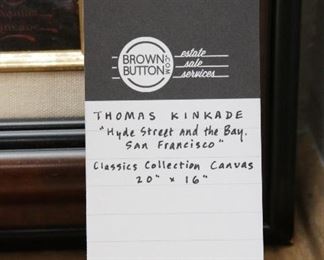 BROWN
BUTTON
.COM
estate
sale
services
THOMAS KINKADE
"Hyde Street and the Bay.
San Francisco"
Classics Collection Canvas
20" x 16"